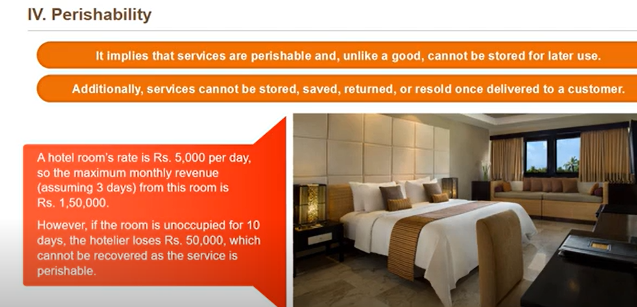 IV. Perishability
It implies that services are perishable and, unlike a good, cannot be stored for later use.
Additionally, services cannot be stored, saved, returned, or resold once delivered to a customer.
A hotel room's rate is Rs. 5,000 per day,
so the maximum monthly revenue
(assuming 3 days) from this room is
Rs. 1,50,000.
However, if the room is unoccupied for 10
days, the hotelier loses Rs. 50,000, which
cannot be recovered as the service is
perishable.